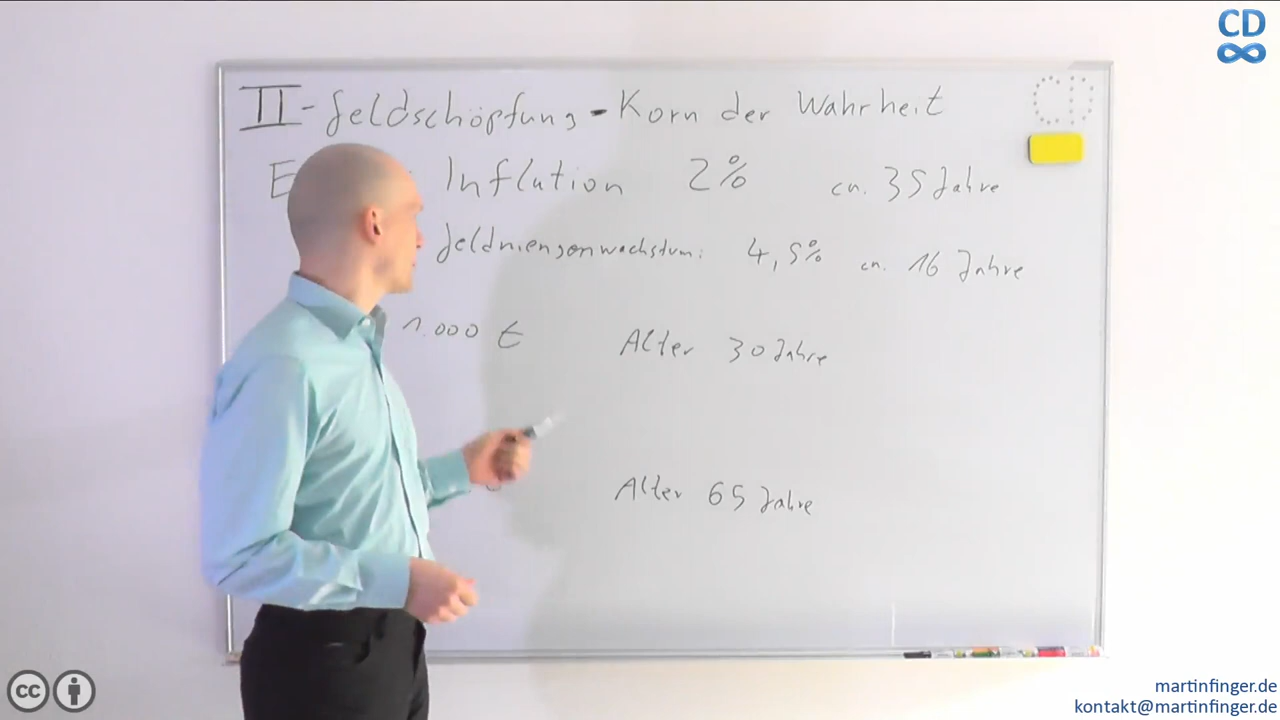 CD
II - Geldschöpfung - Korn der Wahrheit
Inflation 2% ca. 35 Jahre
Geldmengenwachstum: 4,5% ca. 16 Jahre
1.000 €
Alter 30 Jahre
Alter 65 Jahre
cc
martinfinger.de
kontakt@martinfinger.de